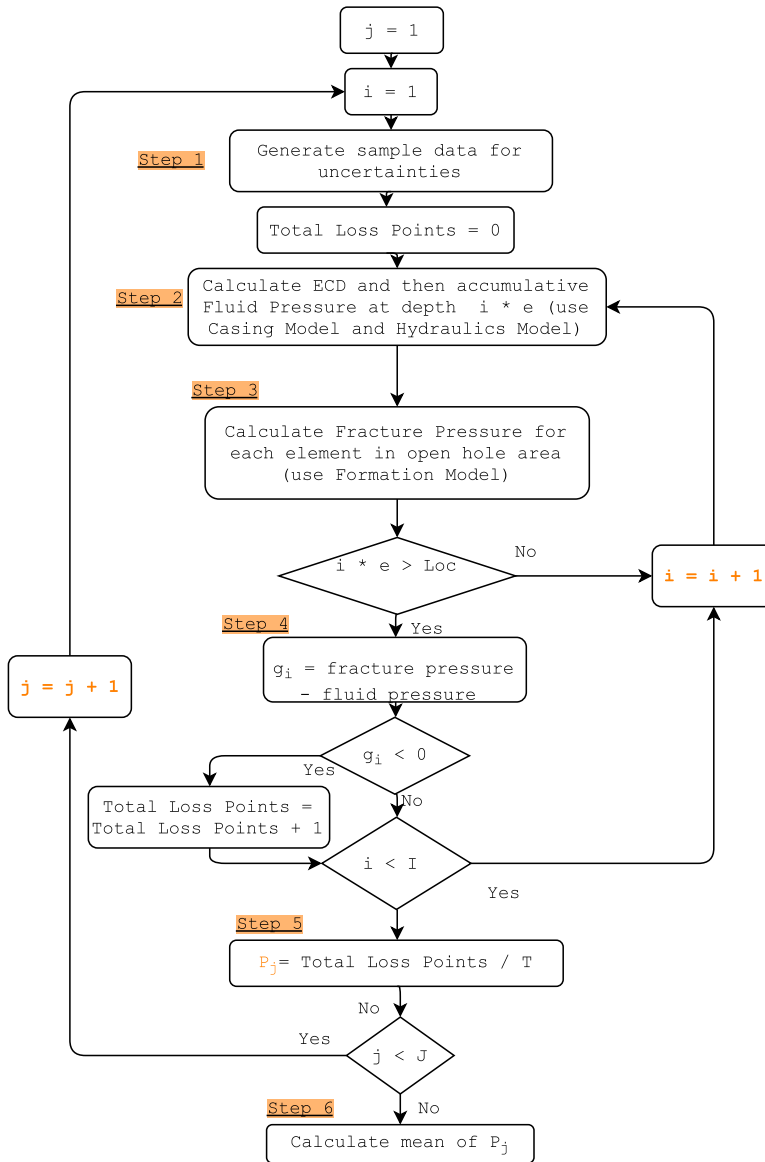 j = 1
i = 1
Step 1
Generate sample data for
uncertainties
Total Loss Points = 0
Step 2
Calculate ECD and then accumulative
Fluid Pressure at depth  i * e (use
Casing Model and Hydraulics Model)
Step 3
Calculate Fracture Pressure for
each element in open hole area
(use Formation Model)
i * e > Loc
No
i = i + 1
Yes
Step 4
gᵢ = fracture pressure
- fluid pressure
j = j + 1
gᵢ < 0
Yes
No
Total Loss Points =
Total Loss Points + 1
i < I
Yes
Step 5
Pⱼ= Total Loss Points / T
No
j < J
Yes
No
Step 6
Calculate mean of Pⱼ